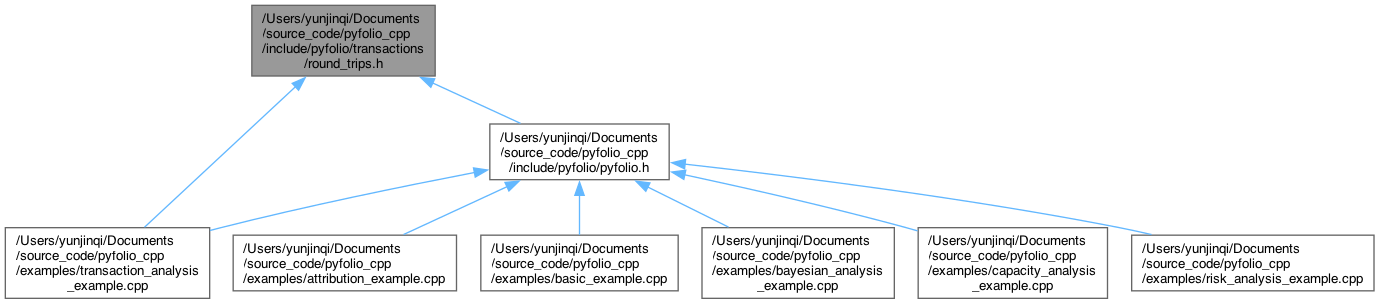 /Users/yunjinqi/Documents
/source_code/pyfolio_cpp
/include/pyfolio/transactions
/round_trips.h
/Users/yunjinqi/Documents
/source_code/pyfolio_cpp
/include/pyfolio/pyfolio.h
/Users/yunjinqi/Documents
/source_code/pyfolio_cpp
/examples/transaction_analysis
_example.cpp
/Users/yunjinqi/Documents
/source_code/pyfolio_cpp
/examples/attribution_example.cpp
/Users/yunjinqi/Documents
/source_code/pyfolio_cpp
/examples/basic_example.cpp
/Users/yunjinqi/Documents
/source_code/pyfolio_cpp
/examples/bayesian_analysis
_example.cpp
/Users/yunjinqi/Documents
/source_code/pyfolio_cpp
/examples/capacity_analysis
_example.cpp
/Users/yunjinqi/Documents
/source_code/pyfolio_cpp
/examples/risk_analysis_example.cpp